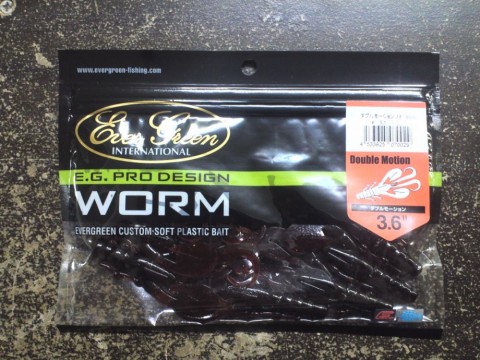 www.evergreen-fishing.com
Ever Green
INTERNATIONAL
E.G. PRO DESIGN
WORM
EVERGREEN CUSTOM-SOFT PLASTIC BAIT
Double Motion
ダブルモーション
3.6"